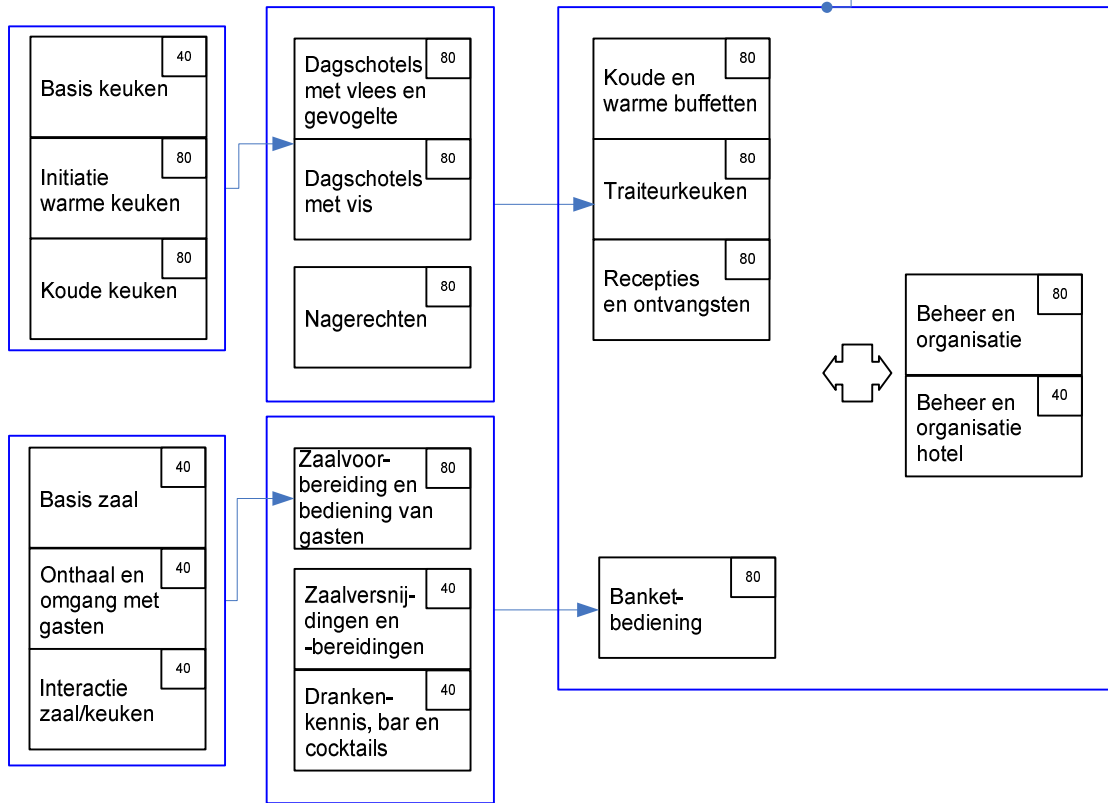 40
Basis keuken
80
Initiatie
warme keuken
80
Koude keuken
80
Dagschotels
met vlees en
gevogelte
80
Dagschotels
met vis
80
Nagerechten
80
Koude en
warme buffetten
80
Traiteurkeuken
80
Recepties
en ontvangsten
80
Beheer en
organisatie
40
Beheer en
organisatie
hotel
40
Basis zaal
40
Onthaal en
omgang met
gasten
40
Interactie
zaal/keuken
80
Zaalvoor-
bereiding en
bediening van
gasten
40
Zaalversnij-
dingen en
-bereidingen
40
Dranken-
kennis, bar en
cocktails
80
Banket-
bediening